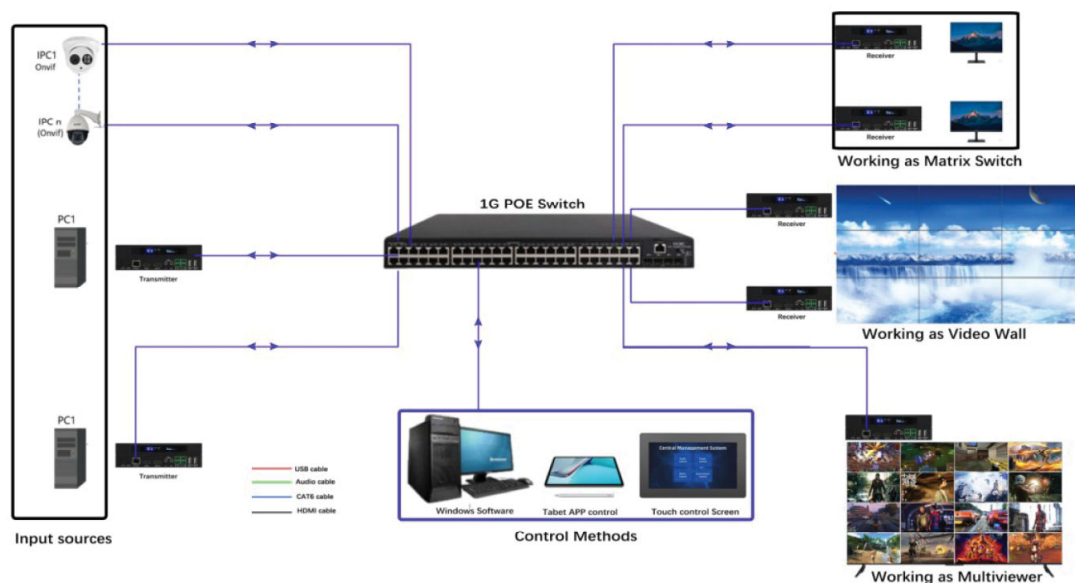 IPC1
Onvif
IPC n
(Onvif)
PC1
Transmitter
PC1
Transmitter
Input sources
1G POE Switch
USB cable
Audio cable
CAT6 cable
HDMI cable
Central Management System
Windows Software
Tabet APP control
Touch control Screen
Control Methods
Receiver
Receiver
Working as Matrix Switch
Receiver
Receiver
Working as Video Wall
Working as Multiviewer